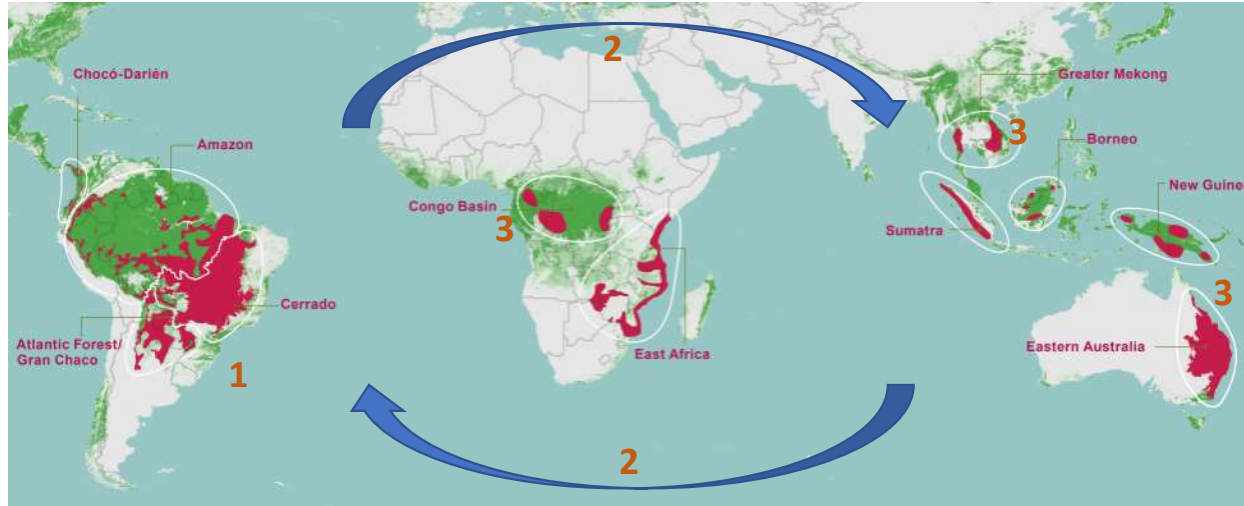 2
Chocó-Darién
Greater Mekong
3
Amazon
Borneo
New Guinea
Congo Basin
3
Sumatra
3
Cerrado
Atlantic Forest/
Gran Chaco
East Africa
Eastern Australia
1
2